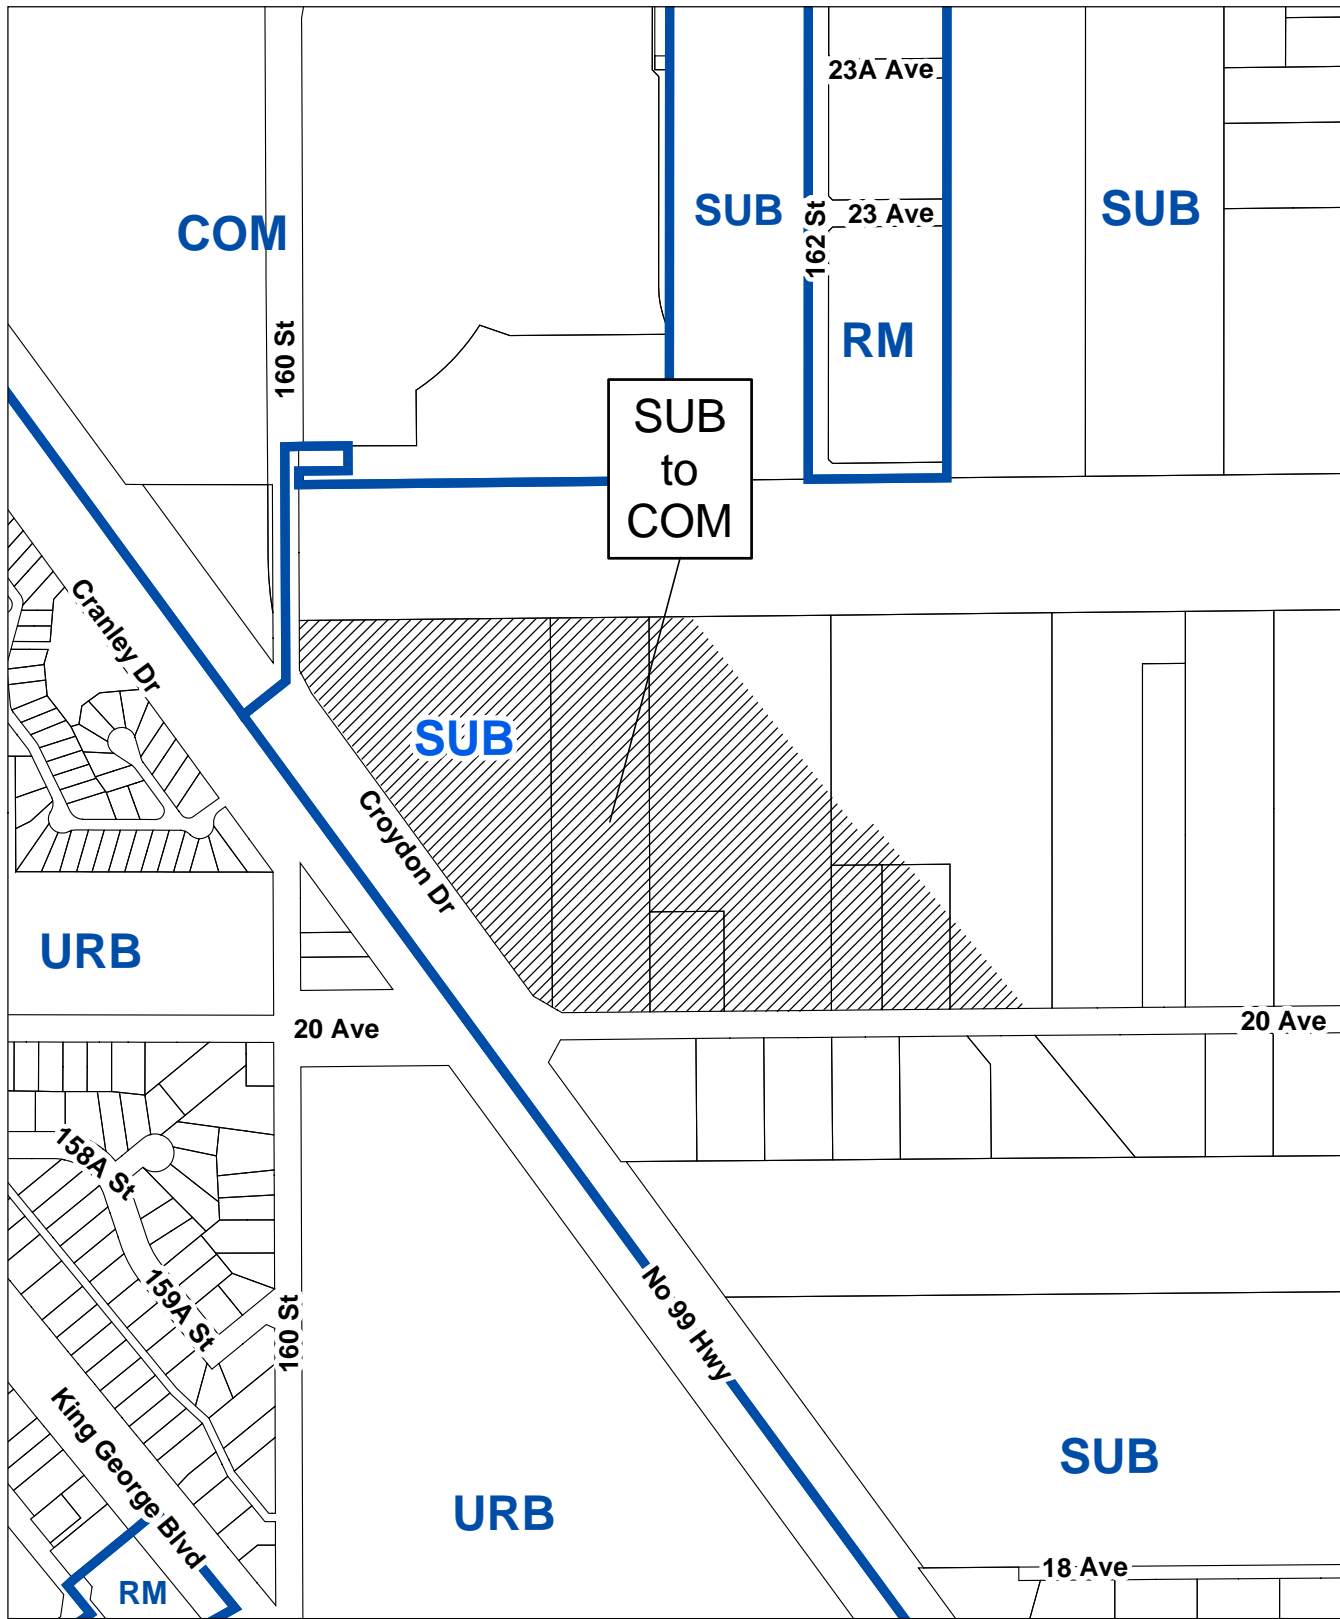 23A Ave
COM
SUB
162 St
23 Ave
SUB
160 St
RM
SUB
to
COM
Cranley Dr
SUB
Croydon Dr
URB
20 Ave
20 Ave
158A St
159A St
160 St
No 99 Hwy
King George Blvd
SUB
URB
18 Ave
RM